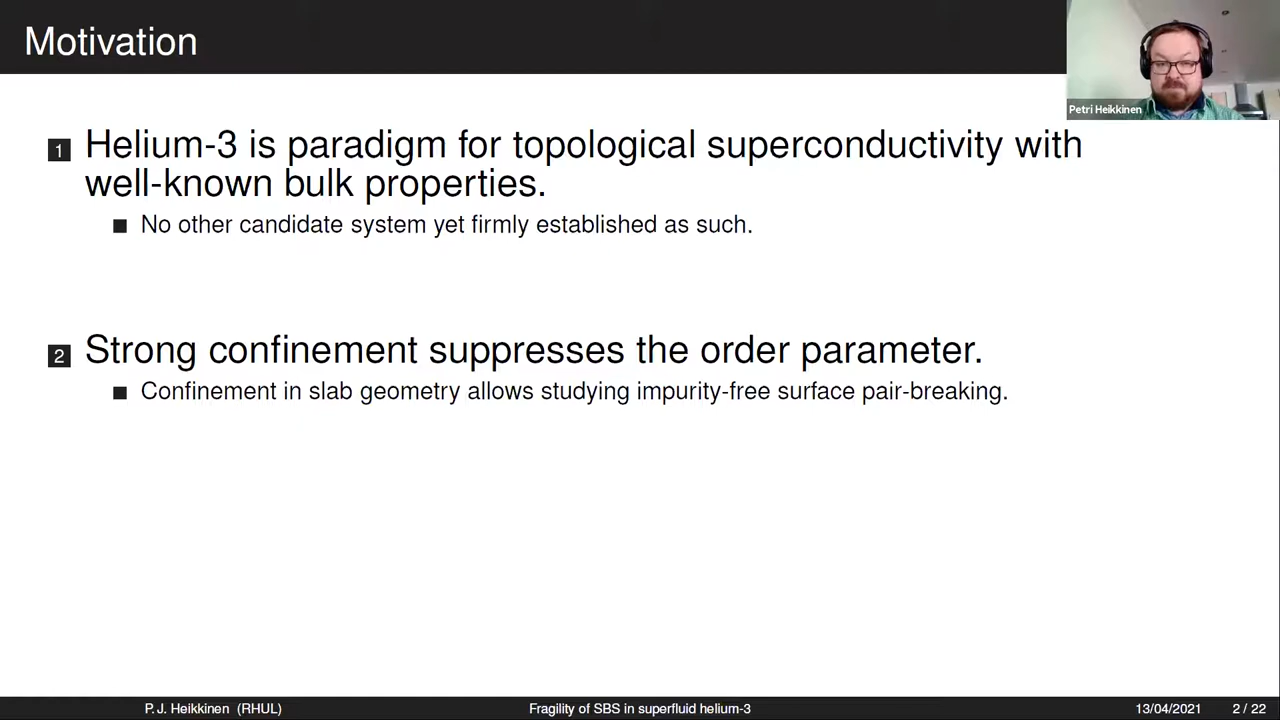 Motivation
Petri Heikkinen
1 Helium-3 is paradigm for topological superconductivity with
well-known bulk properties.
No other candidate system yet firmly established as such.
2 Strong confinement suppresses the order parameter.
Confinement in slab geometry allows studying impurity-free surface pair-breaking.
P. J. Heikkinen (RHUL) Fragility of SBS in superfluid helium-3 13/04/2021 2 / 22